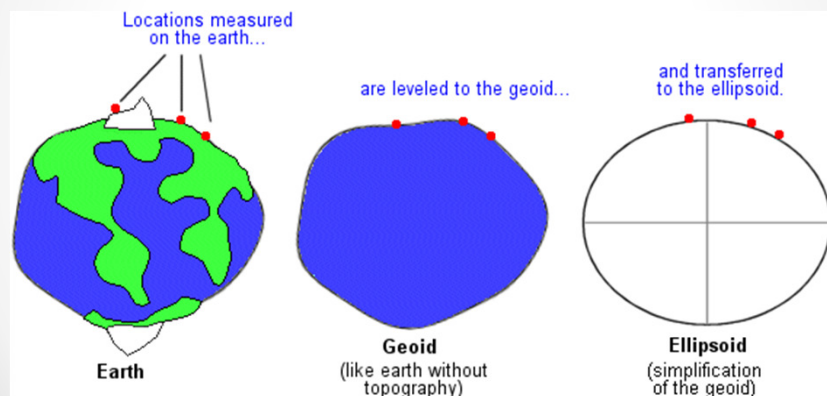 Locations measured
on the earth...
are leveled to the geoid...
and transferred
to the ellipsoid.
Earth
Geoid
(like earth without
topography)
Ellipsoid
(simplification
of the geoid)